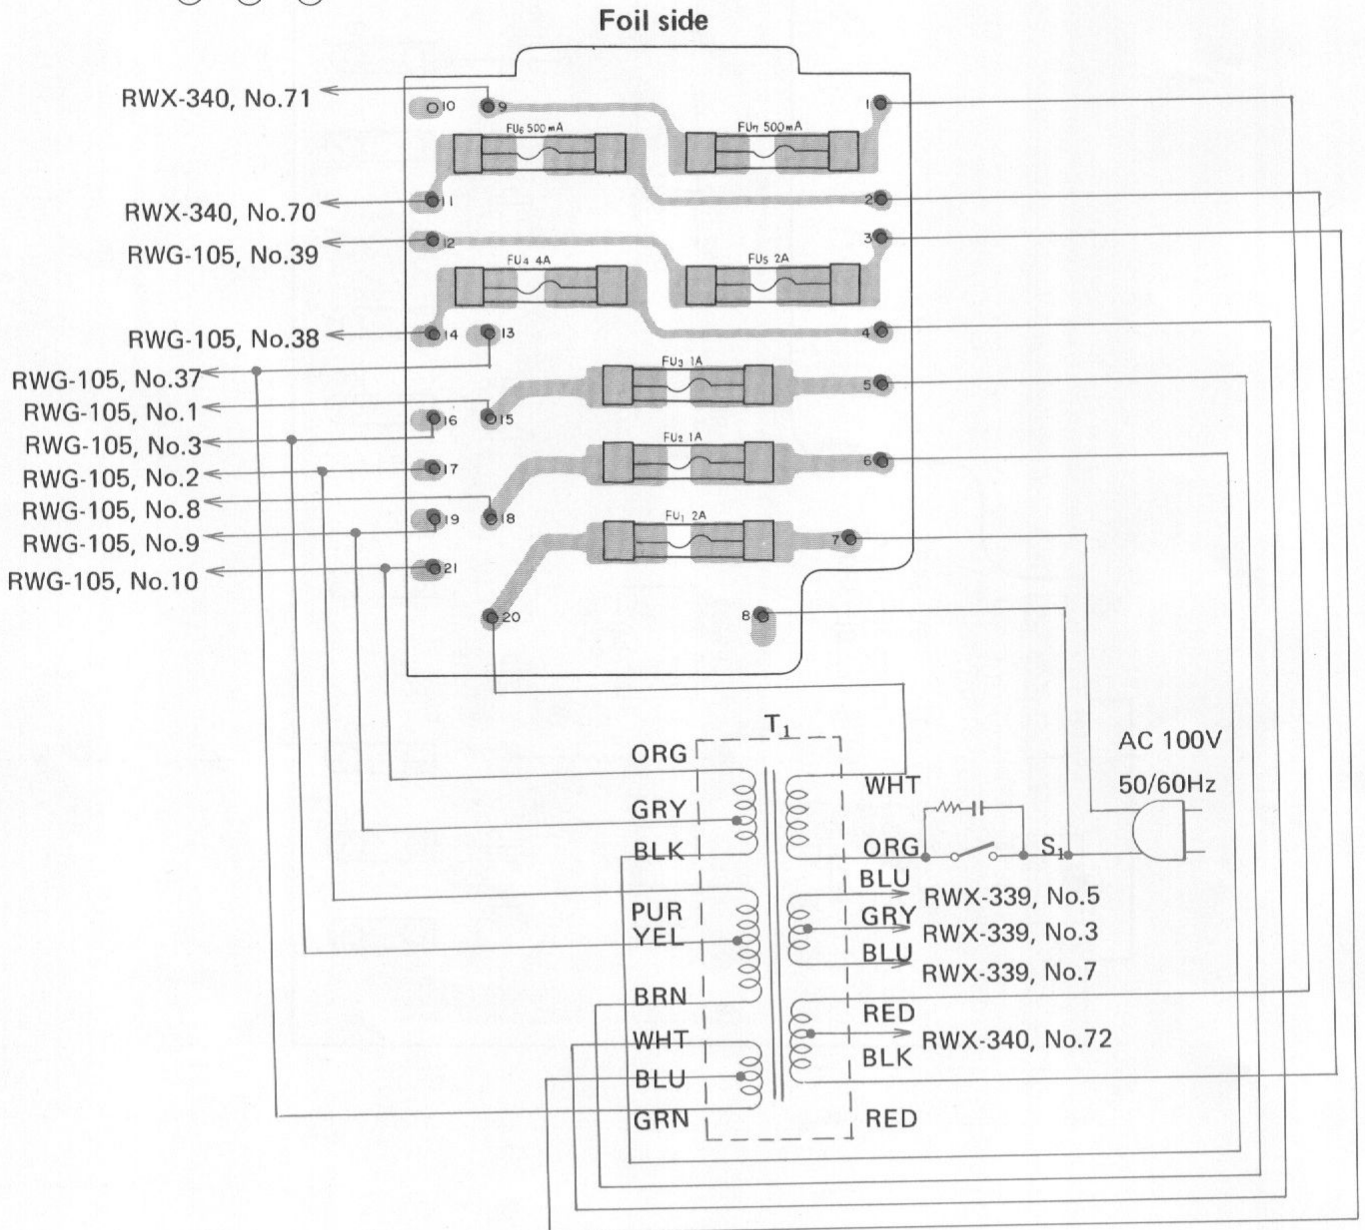 Foil side
RWX-340, No.71
10
9
1
FU6 500mA
FU7 500mA
RWX-340, No.70
11
2
RWG-105, No.39
12
3
FU4 4A
FU5 2A
RWG-105, No.38
14
13
4
RWG-105, No.37
FU3 1A
5
RWG-105, No.1
16
15
RWG-105, No.3
FU2 1A
6
RWG-105, No.2
17
RWG-105, No.8
19
18
FU1 2A
7
RWG-105, No.9
RWG-105, No.10
21
20
8
T1
AC 100V
50/60Hz
ORG
WHT
GRY
BLK
ORG
S1
BLU
RWX-339, No.5
PUR
GRY
RWX-339, No.3
YEL
BLU
RWX-339, No.7
BRN
RED
WHT
RWX-340, No.72
BLK
BLU
GRN
RED